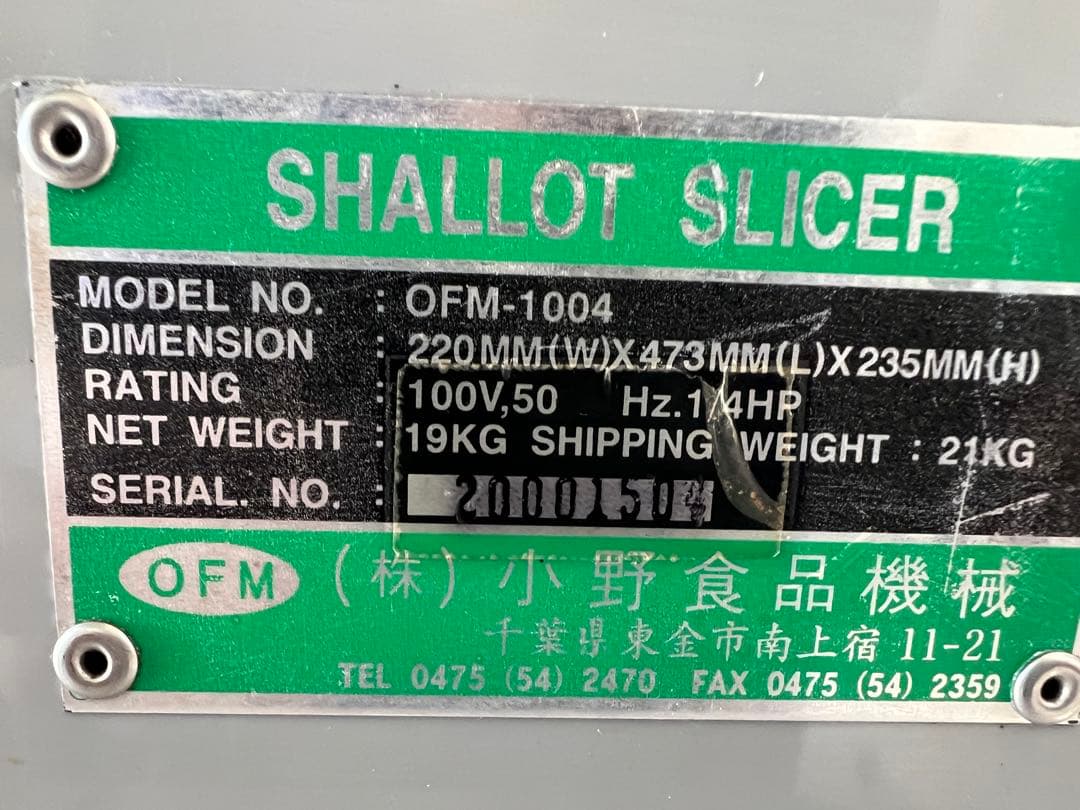 SHALLOT SLICER
MODEL NO. : OFM-1004
DIMENSION : 220MM(W)X473MM(L)X235MM(H)
RATING : 100V,50 Hz.1/4HP
NET WEIGHT : 19KG SHIPPING WEIGHT : 21KG
SERIAL. NO. : 20001504
OFM (株)小野食品機械
千葉県東金市南上宿 11-21
TEL 0475 (54) 2470 FAX 0475 (54) 2359